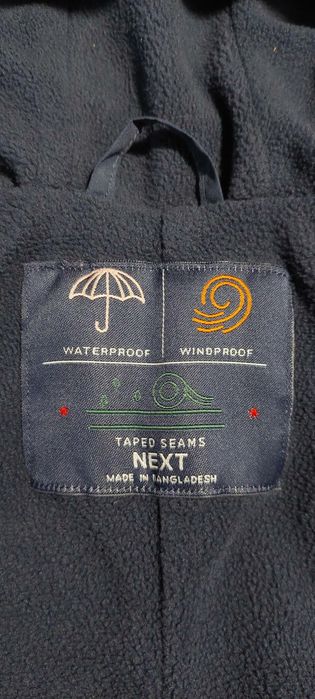 WATERPROOF WINDPROOF
TAPED SEAMS
NEXT
MADE IN BANGLADESH